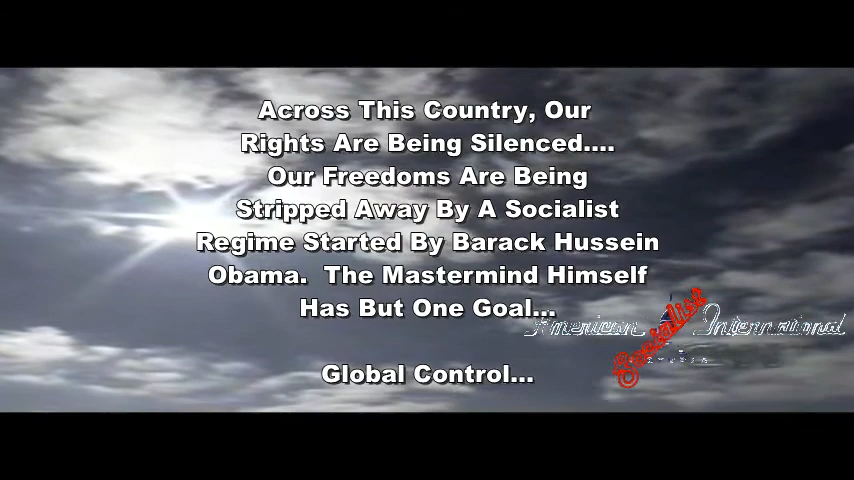 Across This Country, Our
Rights Are Being Silenced....
Our Freedoms Are Being
Stripped Away By A Socialist
Regime Started By Barack Hussein
Obama.  The Mastermind Himself
Has But One Goal...
American Socialist International
Global Control...